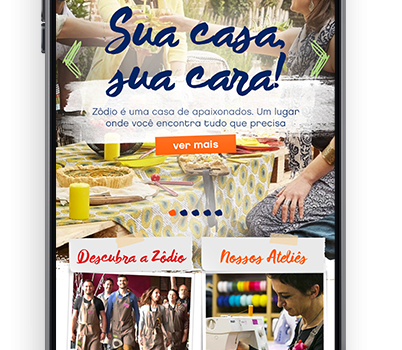 Sua casa,
sua cara!
Zôdio é uma casa de apaixonados. Um lugar
onde você encontra tudo que precisa
ver mais
Descubra a Zôdio
Nossos Ateliês